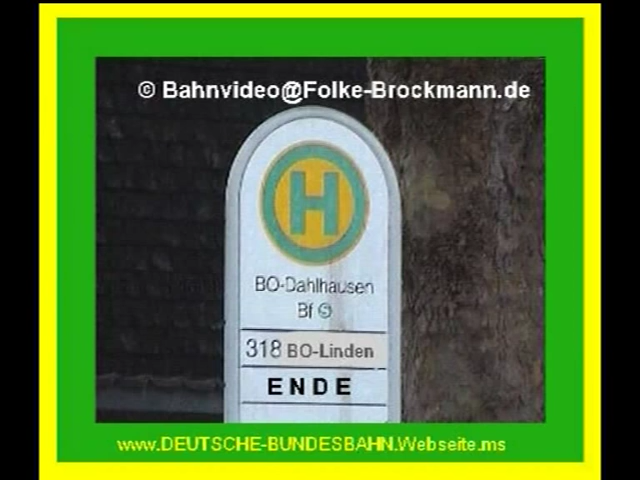 © Bahnvideo@Folke-Brockmann.de
H
BO-Dahlhausen
Bf S
318 BO-Linden
ENDE
www.DEUTSCHE-BUNDESBAHN.Webseite.ms